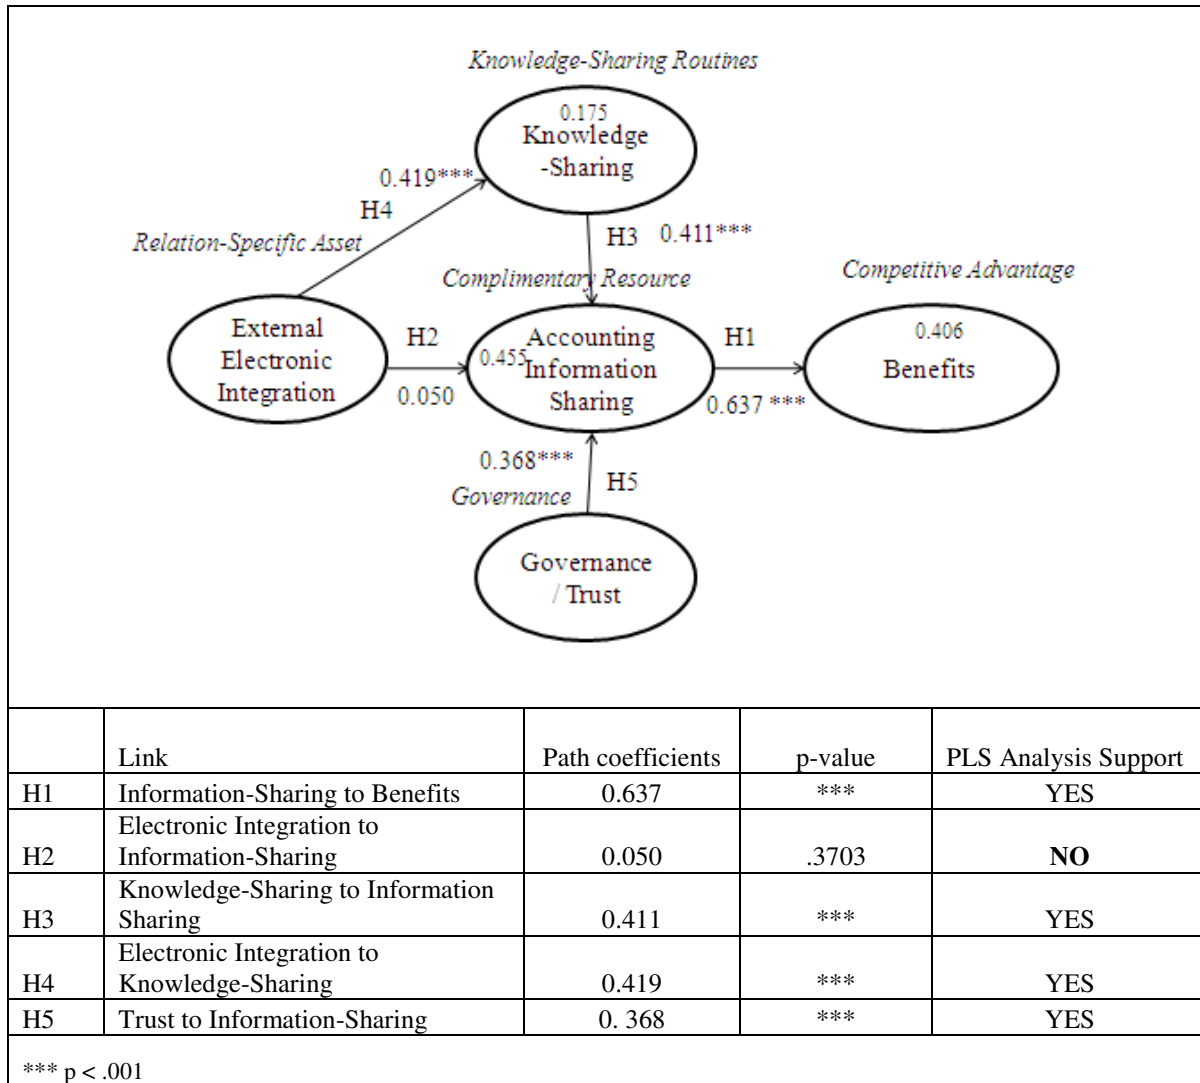 Knowledge-Sharing Routines
0.175
Knowledge
-Sharing
0.419***
H4
Relation-Specific Asset
H3 0.411***
Complimentary Resource
Competitive Advantage
External
Electronic
Integration
H2
0.050
0.455
Accounting
Information
Sharing
H1
0.637 ***
0.406
Benefits
0.368***
Governance
H5
Governance
/ Trust
Link Path coefficients p-value PLS Analysis Support
H1 Information-Sharing to Benefits 0.637 *** YES
Electronic Integration to
H2 Information-Sharing 0.050 .3703 NO
Knowledge-Sharing to Information
H3 Sharing 0.411 *** YES
Electronic Integration to
H4 Knowledge-Sharing 0.419 *** YES
H5 Trust to Information-Sharing 0. 368 *** YES
*** p < .001